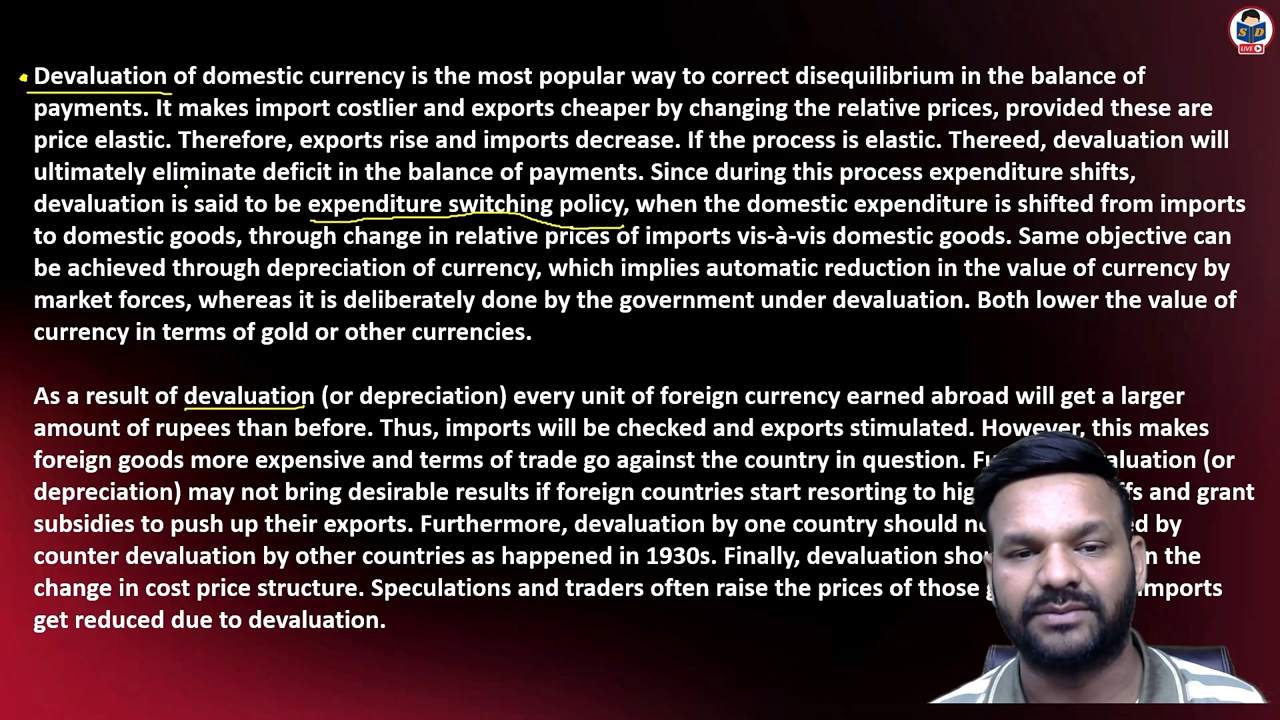 S D
LIVE
Devaluation of domestic currency is the most popular way to correct disequilibrium in the balance of
payments. It makes import costlier and exports cheaper by changing the relative prices, provided these are
price elastic. Therefore, exports rise and imports decrease. If the process is elastic. Thereed, devaluation will
ultimately eliminate deficit in the balance of payments. Since during this process expenditure shifts,
devaluation is said to be expenditure switching policy, when the domestic expenditure is shifted from imports
to domestic goods, through change in relative prices of imports vis-à-vis domestic goods. Same objective can
be achieved through depreciation of currency, which implies automatic reduction in the value of currency by
market forces, whereas it is deliberately done by the government under devaluation. Both lower the value of
currency in terms of gold or other currencies.
As a result of devaluation (or depreciation) every unit of foreign currency earned abroad will get a larger
amount of rupees than before. Thus, imports will be checked and exports stimulated. However, this makes
foreign goods more expensive and terms of trade go against the country in question. (or
depreciation) may not bring desirable results if foreign countries start resorting to and grant
subsidies to push up their exports. Furthermore, devaluation by one country should by
counter devaluation by other countries as happened in 1930s. Finally, devaluation the
change in cost price structure. Speculations and traders often raise the prices of those imports
get reduced due to devaluation.